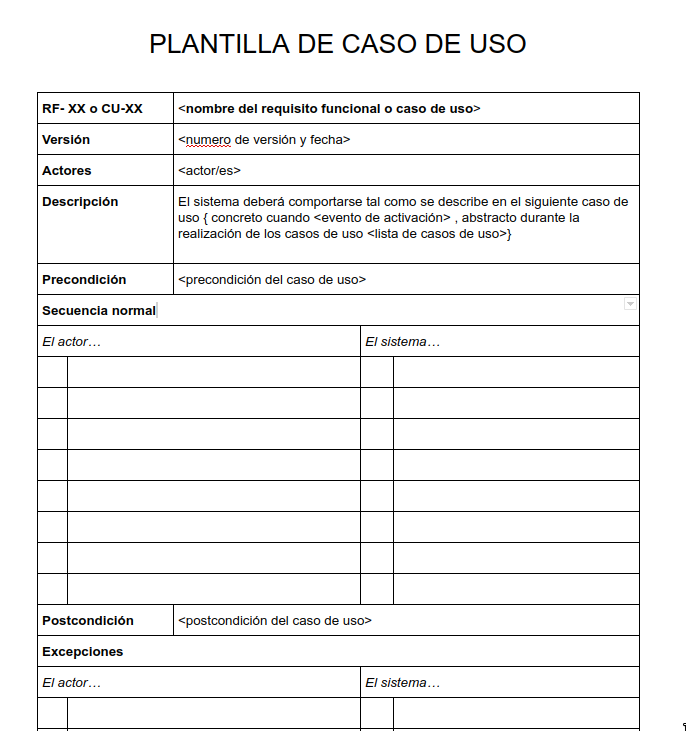 PLANTILLA DE CASO DE USO
RF- XX o CU-XX <nombre del requisito funcional o caso de uso>
Versión <numero de versión y fecha>
Actores <actor/es>
Descripción El sistema deberá comportarse tal como se describe en el siguiente caso de
uso { concreto cuando <evento de activación> , abstracto durante la
realización de los casos de uso <lista de casos de uso>}
Precondición <precondición del caso de uso>
Secuencia normal
El actor… El sistema…
Postcondición <postcondición del caso de uso>
Excepciones
El actor… El sistema…